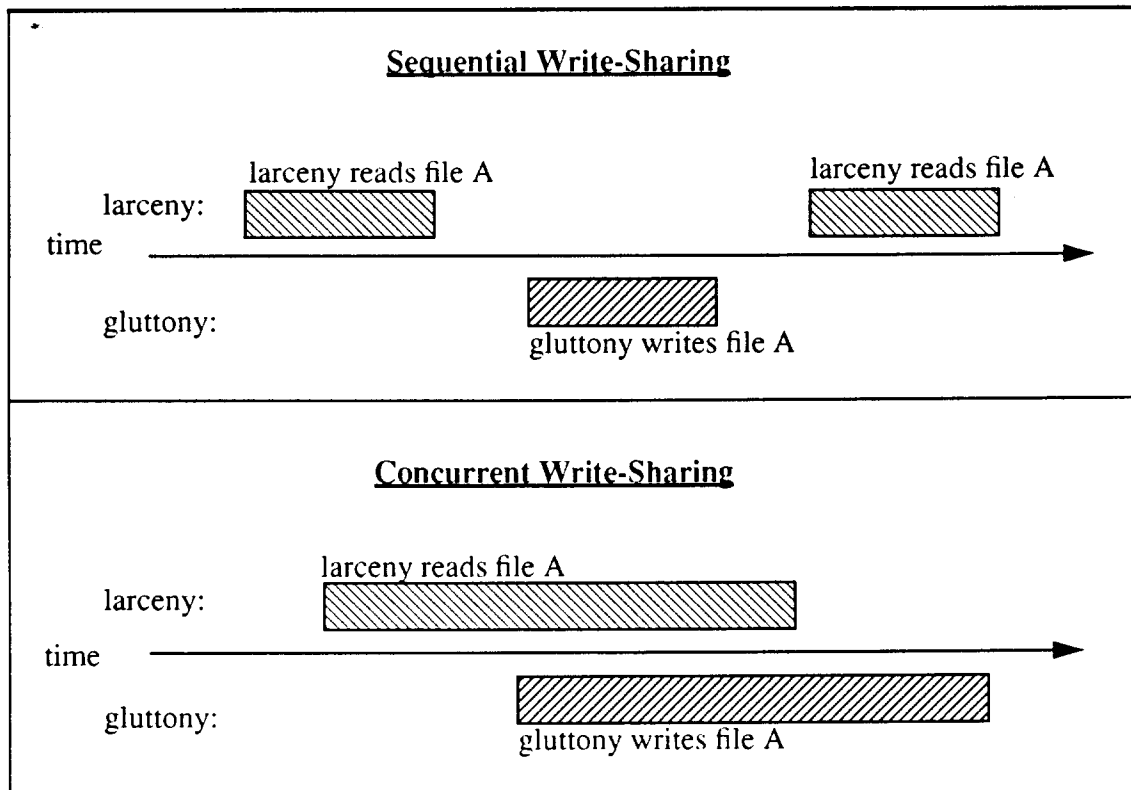 Sequential Write-Sharing
larceny reads file A
larceny reads file A
larceny:
time
gluttony:
gluttony writes file A
Concurrent Write-Sharing
larceny reads file A
larceny:
time
gluttony:
gluttony writes file A